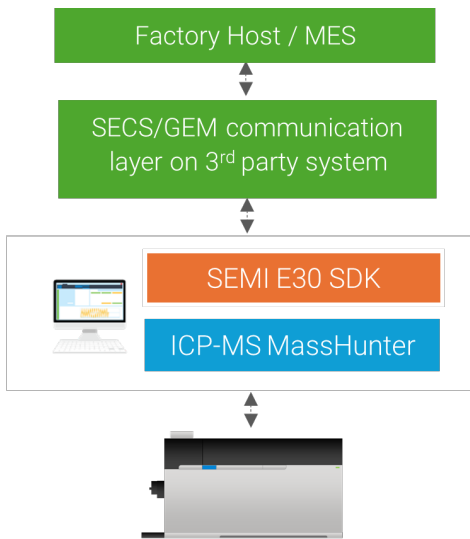 Factory Host / MES
SECS/GEM communication
layer on 3rd party system
SEMI E30 SDK
ICP-MS MassHunter